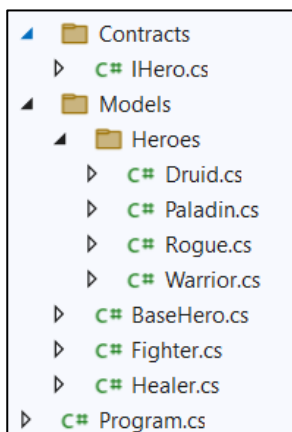 Contracts
C# IHero.cs
Models
Heroes
C# Druid.cs
C# Paladin.cs
C# Rogue.cs
C# Warrior.cs
C# BaseHero.cs
C# Fighter.cs
C# Healer.cs
C# Program.cs